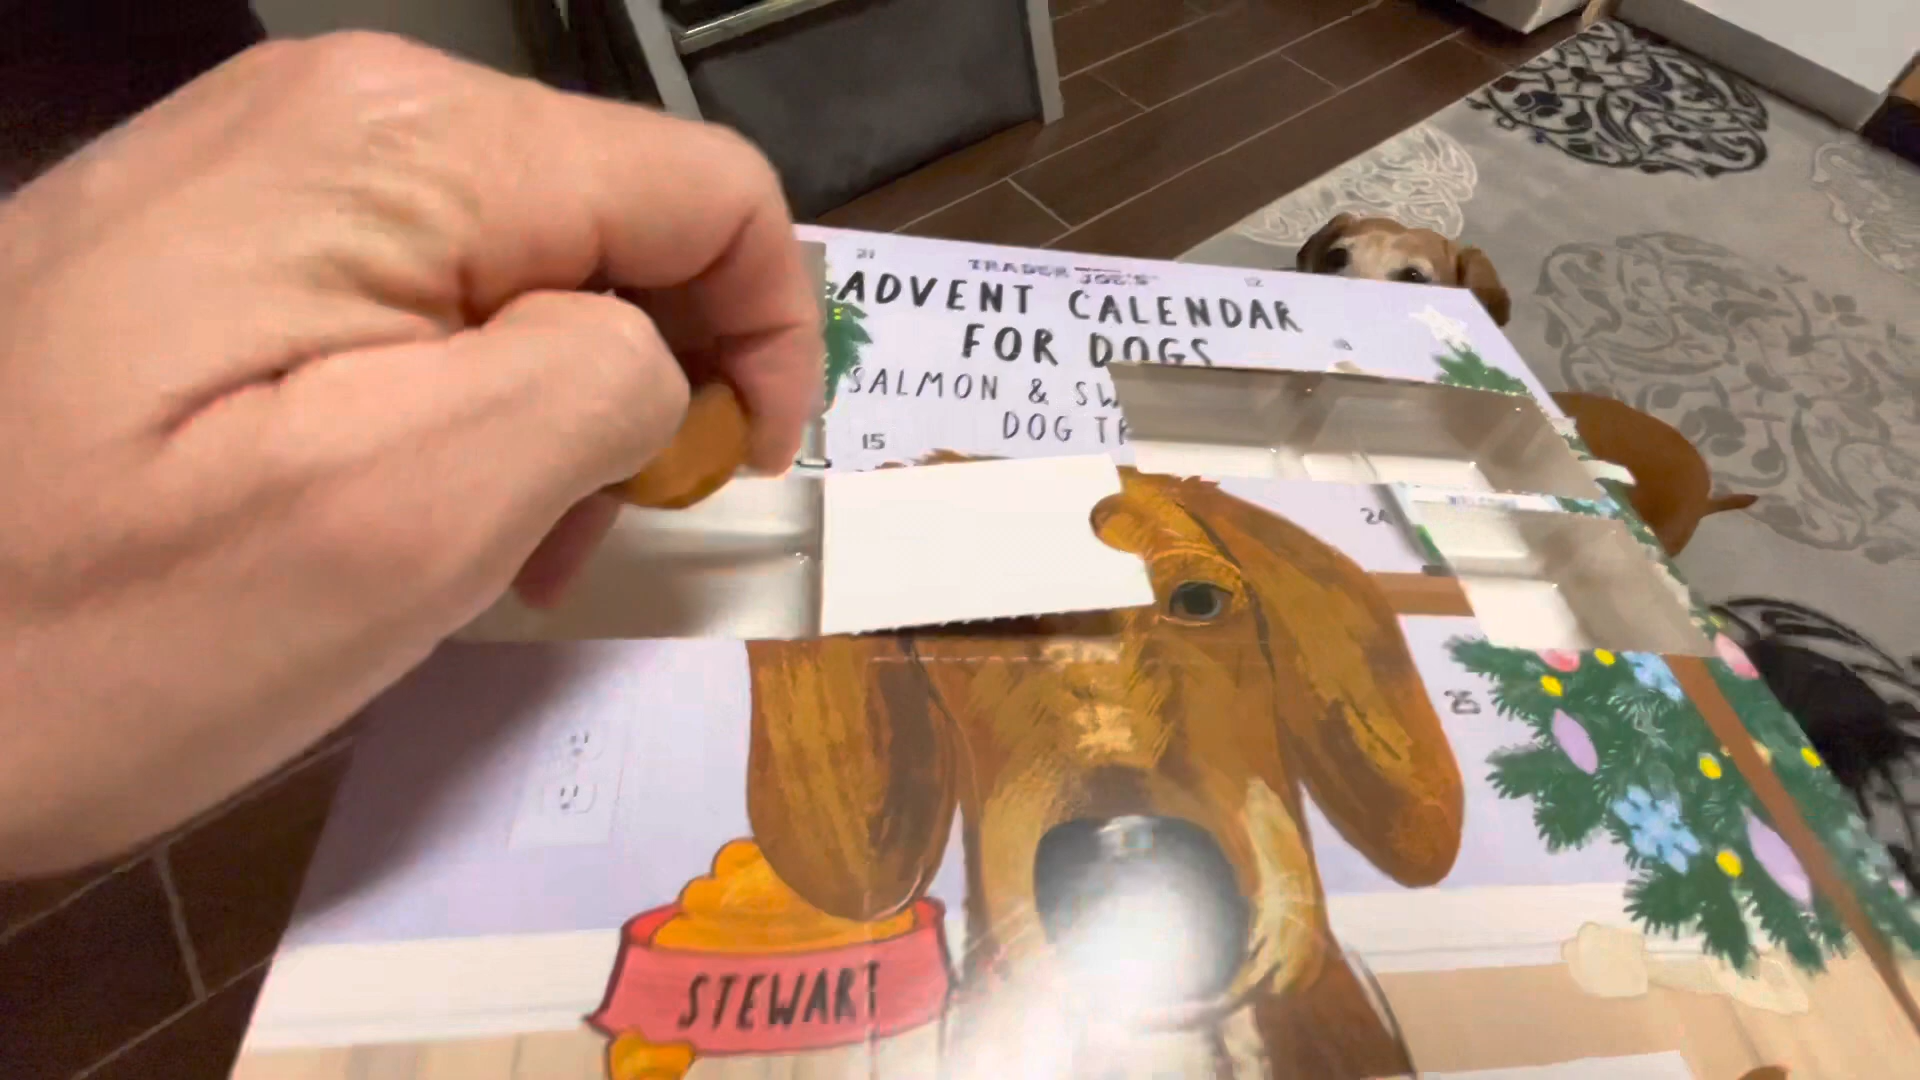 21
TRADER JOE'S
12
ADVENT CALENDAR
FOR DOGS
SALMON & SW
DOG TR
15
24
25
STEWART